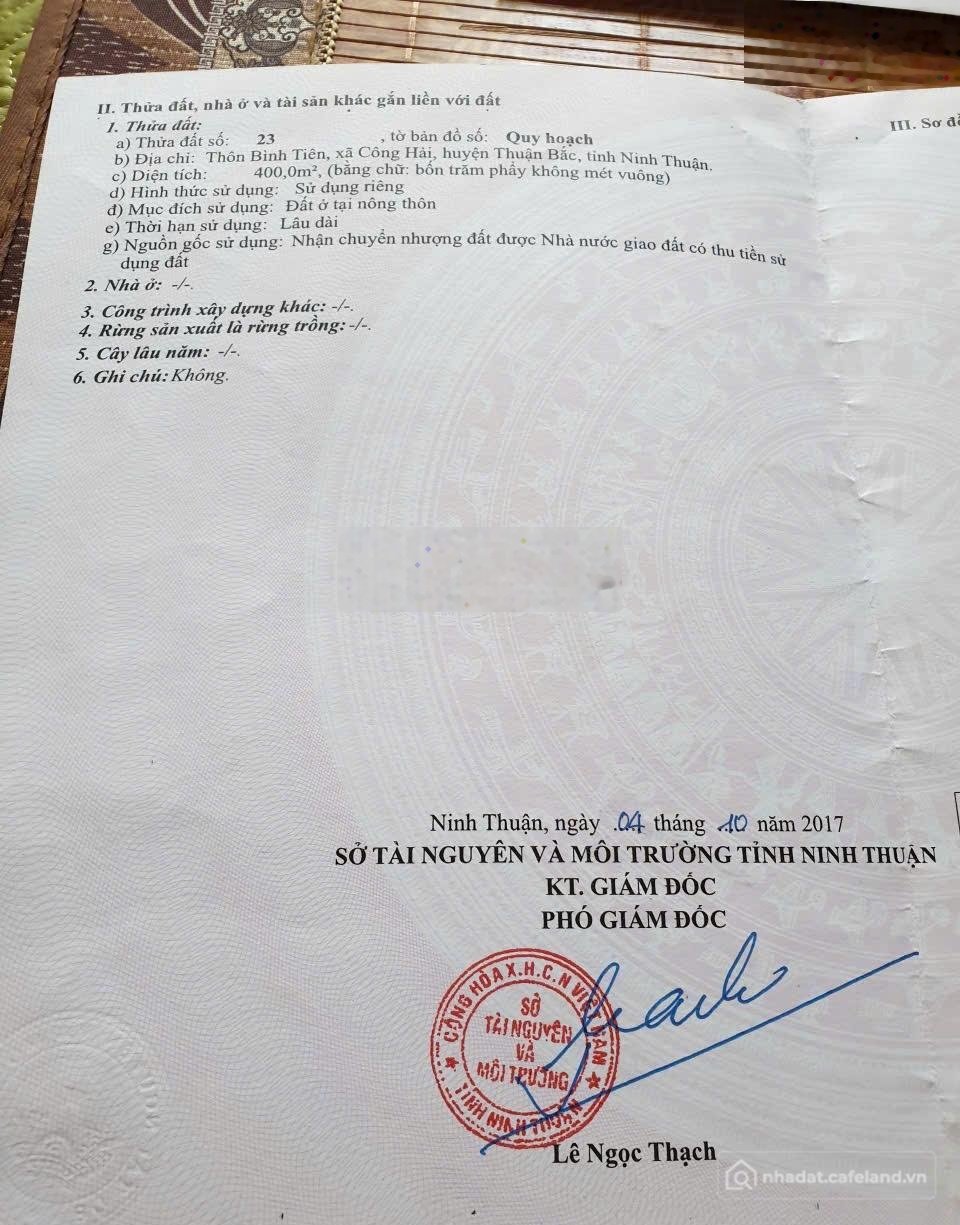 II. Thửa đất, nhà ở và tài sản khác gắn liền với đất
1. Thửa đất:
a) Thửa đất số: 23 , tờ bản đồ số: Quy hoạch
b) Địa chỉ: Thôn Bình Tiên, xã Công Hải, huyện Thuận Bắc, tỉnh Ninh Thuận.
c) Diện tích: 400,0m², (bằng chữ: bốn trăm phẩy không mét vuông)
d) Hình thức sử dụng: Sử dụng riêng
đ) Mục đích sử dụng: Đất ở tại nông thôn
e) Thời hạn sử dụng: Lâu dài
g) Nguồn gốc sử dụng: Nhận chuyển nhượng đất được Nhà nước giao đất có thu tiền sử
dụng đất
2. Nhà ở: -/-.
3. Công trình xây dựng khác: -/-.
4. Rừng sản xuất là rừng trồng: -/-.
5. Cây lâu năm: -/-.
6. Ghi chú: Không.
III. Sơ đồ
Ninh Thuận, ngày 04 tháng 10 năm 2017
SỞ TÀI NGUYÊN VÀ MÔI TRƯỜNG TỈNH NINH THUẬN
KT. GIÁM ĐỐC
PHÓ GIÁM ĐỐC
CỘNG HÒA X.H.C.N VIỆT NAM
SỞ
TÀI NGUYÊN
VÀ
MÔI TRƯỜNG
TỈNH NINH THUẬN
Lê Ngọc Thạch
nhadat.cafeland.vn